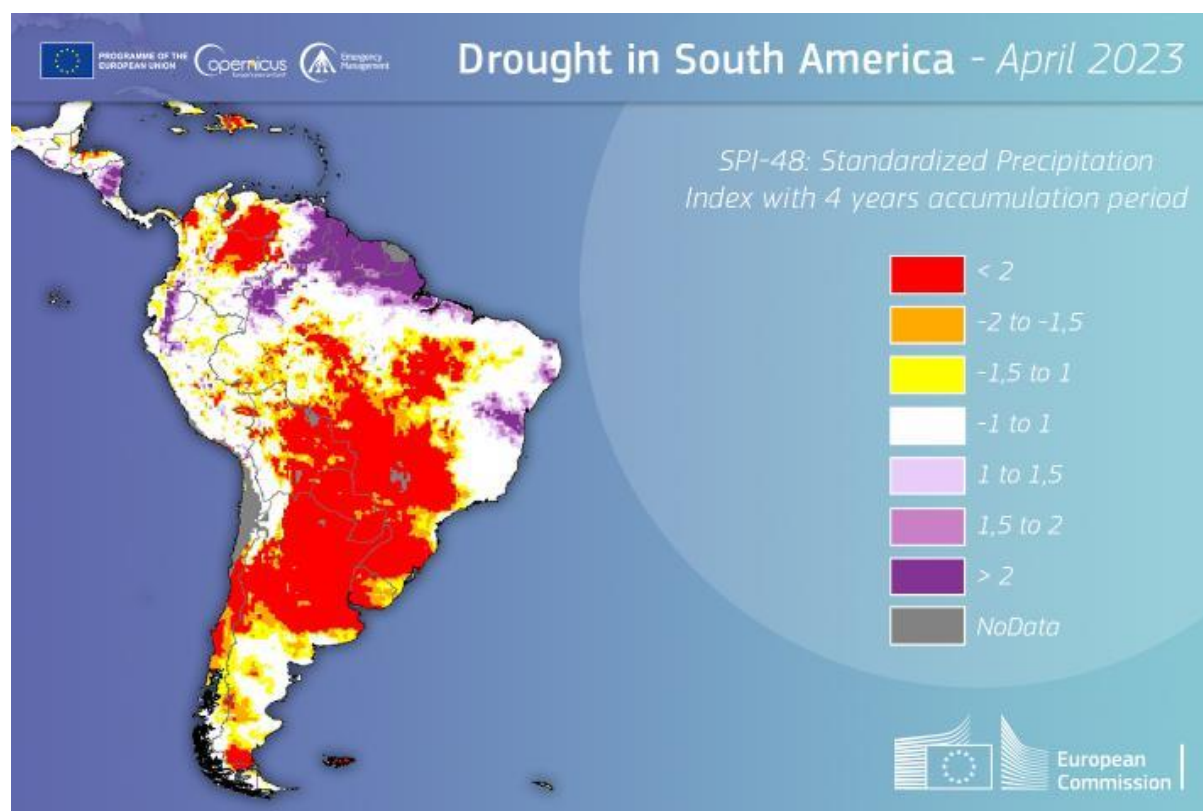 PROGRAMME OF THE
EUROPEAN UNION
Copernicus
Emergency
Management
Drought in South America - April 2023
SPI-48: Standardized Precipitation
Index with 4 years accumulation period
< 2
-2 to -1,5
-1,5 to 1
-1 to 1
1 to 1,5
1,5 to 2
> 2
NoData
European
Commission